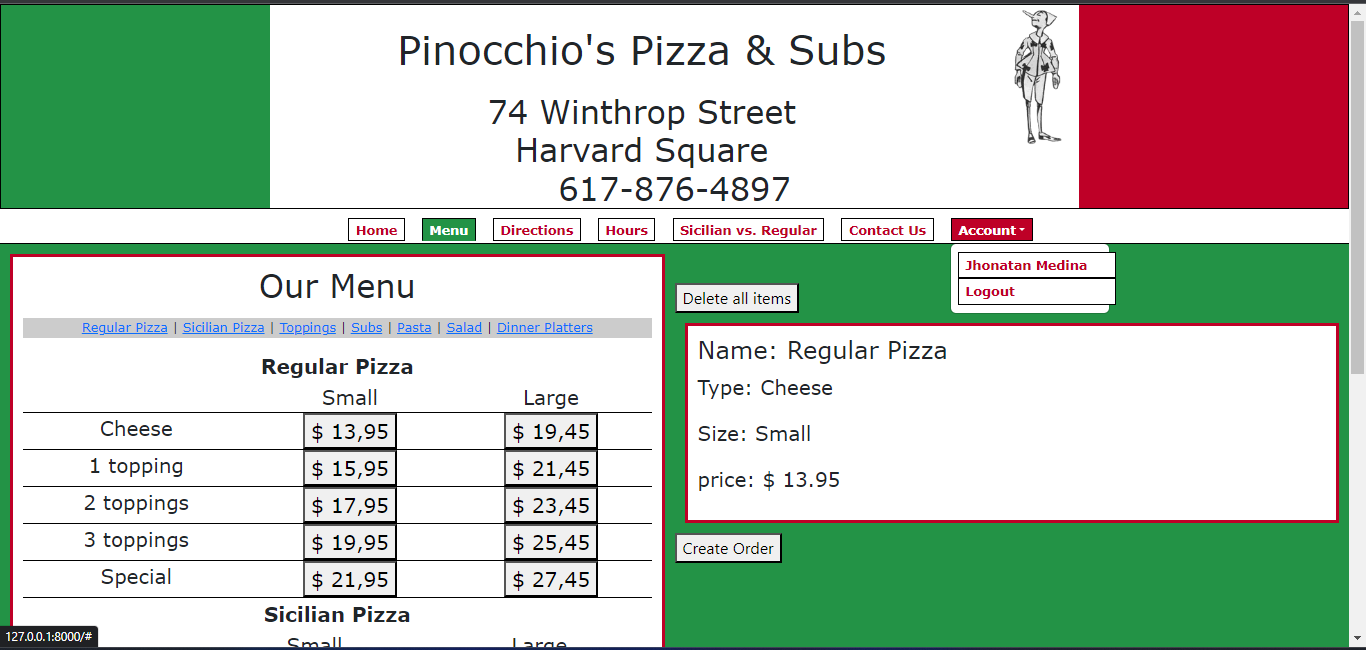 Pinocchio's Pizza & Subs
74 Winthrop Street
Harvard Square
617-876-4897
Home Menu Directions Hours Sicilian vs. Regular Contact Us Account
Jhonatan Medina
Logout
Our Menu
Regular Pizza | Sicilian Pizza | Toppings | Subs | Pasta | Salad | Dinner Platters
Regular Pizza
Small Large
Cheese $ 13,95 $ 19,45
1 topping $ 15,95 $ 21,45
2 toppings $ 17,95 $ 23,45
3 toppings $ 19,95 $ 25,45
Special $ 21,95 $ 27,45
Sicilian Pizza
Small Large
Delete all items
Name: Regular Pizza
Type: Cheese
Size: Small
price: $ 13.95
Create Order
127.0.0.1:8000/#